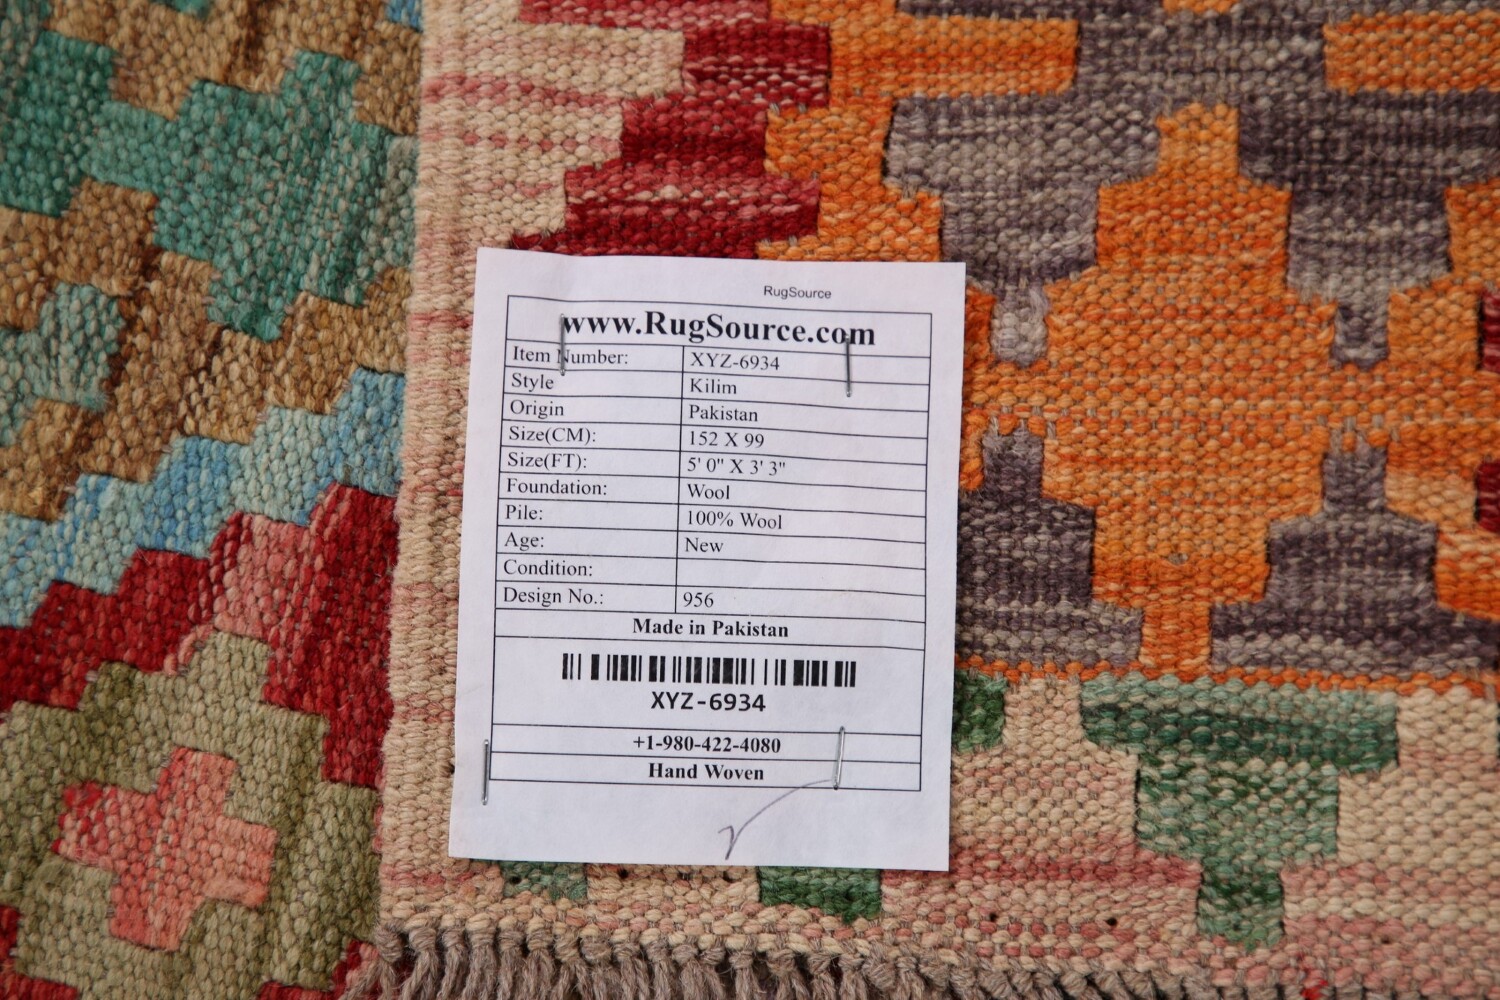 RugSource
www.RugSource.com
Item Number: XYZ-6934
Style Kilim
Origin Pakistan
Size(CM): 152 X 99
Size(FT): 5' 0" X 3' 3"
Foundation: Wool
Pile: 100% Wool
Age: New
Condition:
Design No.: 956
Made in Pakistan
XYZ-6934
+1-980-422-4080
Hand Woven